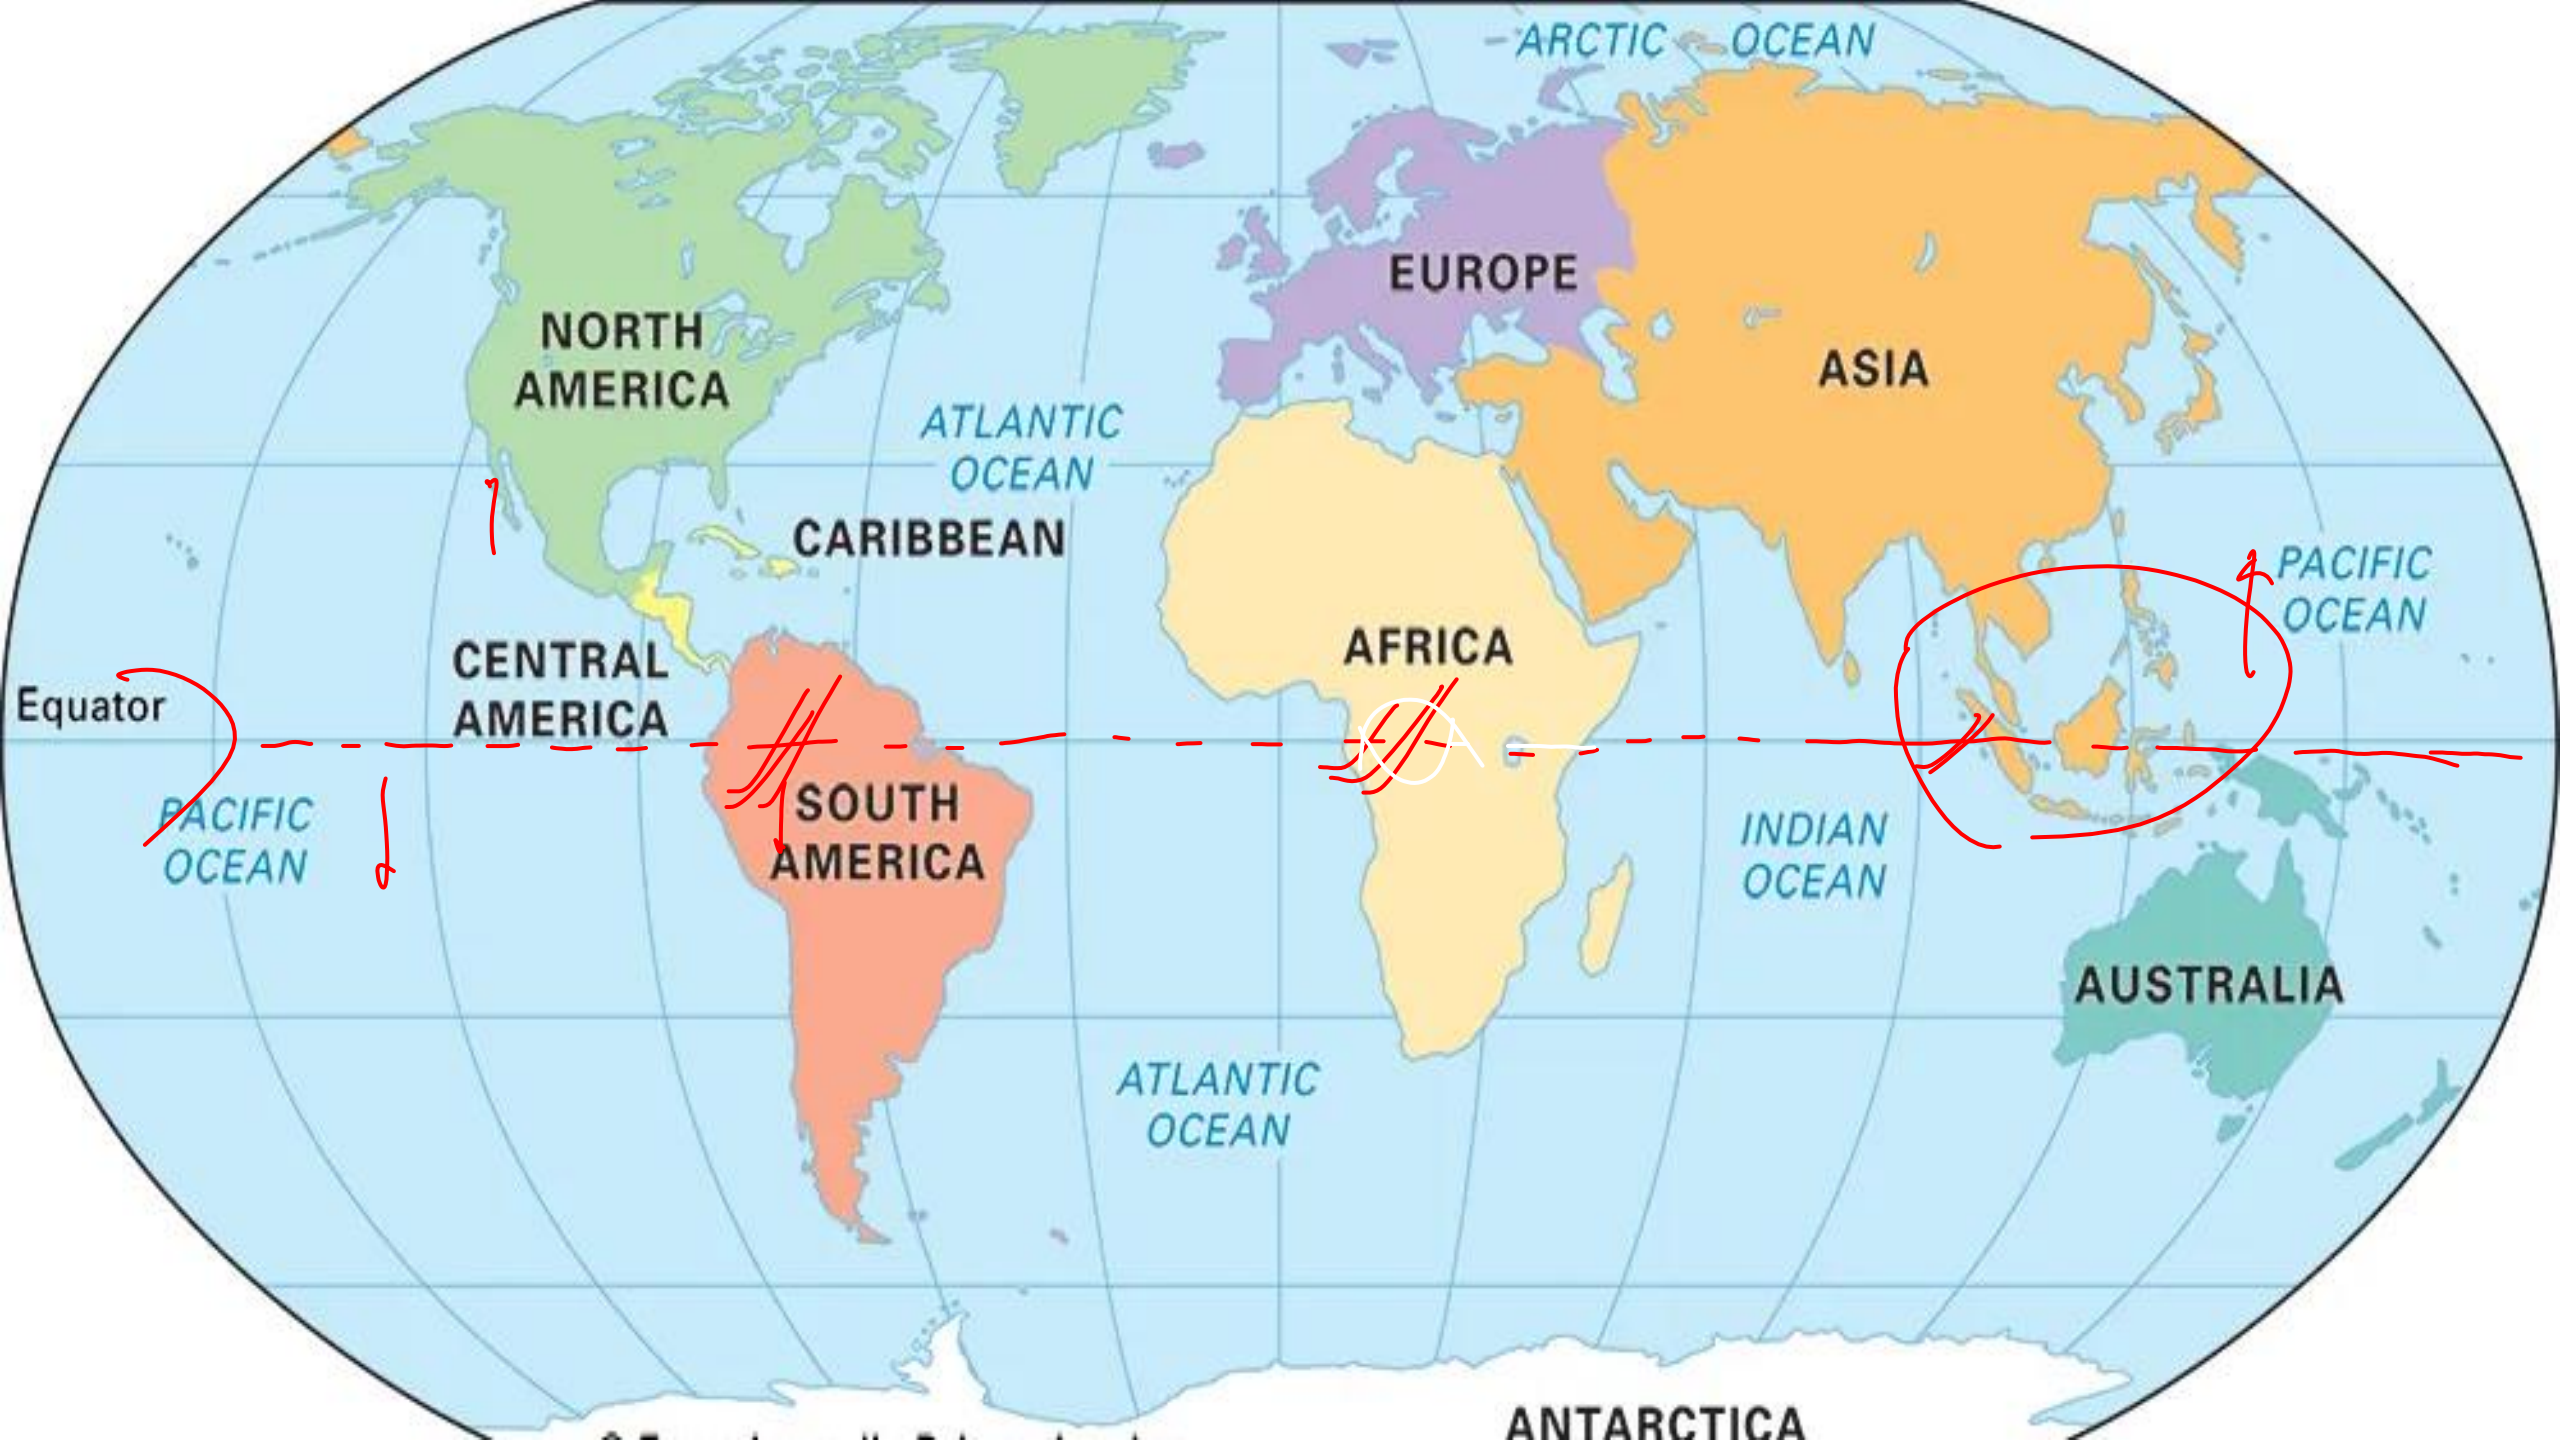 ARCTIC OCEAN
EUROPE
NORTH
AMERICA
ASIA
ATLANTIC
OCEAN
CARIBBEAN
PACIFIC
OCEAN
CENTRAL
AMERICA
AFRICA
Equator
PACIFIC
OCEAN
SOUTH
AMERICA
INDIAN
OCEAN
AUSTRALIA
ATLANTIC
OCEAN
ANTARCTICA